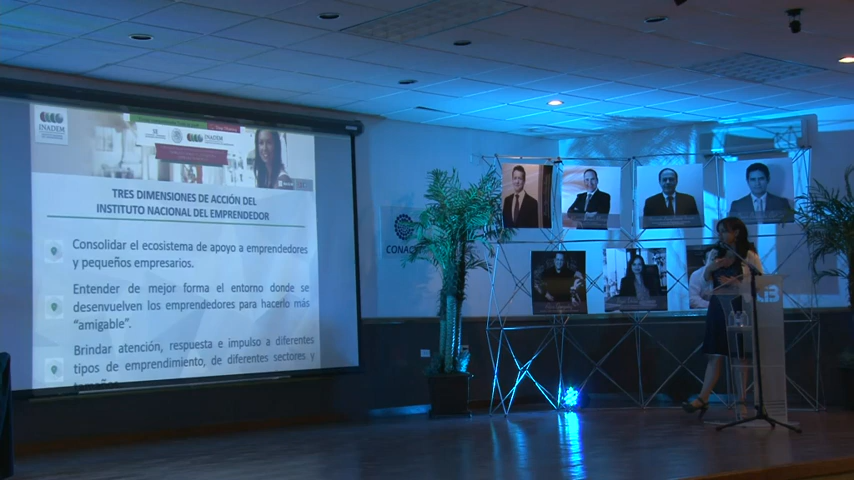 INADEM
INADEM
TRES DIMENSIONES DE ACCIÓN DEL
INSTITUTO NACIONAL DEL EMPRENDEDOR
Consolidar el ecosistema de apoyo a emprendedores
y pequeños empresarios.
Entender de mejor forma el entorno donde se
desenvuelven los emprendedores para hacerlo más
“amigable”.
Brindar atención, respuesta e impulso a diferentes
tipos de emprendimiento, de diferentes sectores y
tamaños